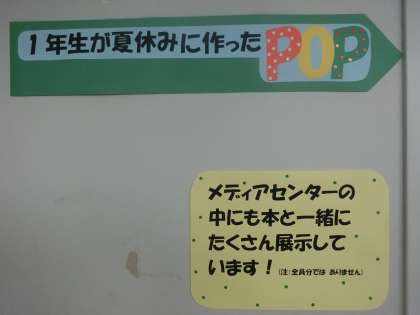 1年生が夏休みに作ったPOP
メディアセンターの
中にも本と一緒に
たくさん展示して
います！(注:全員分では ありません)